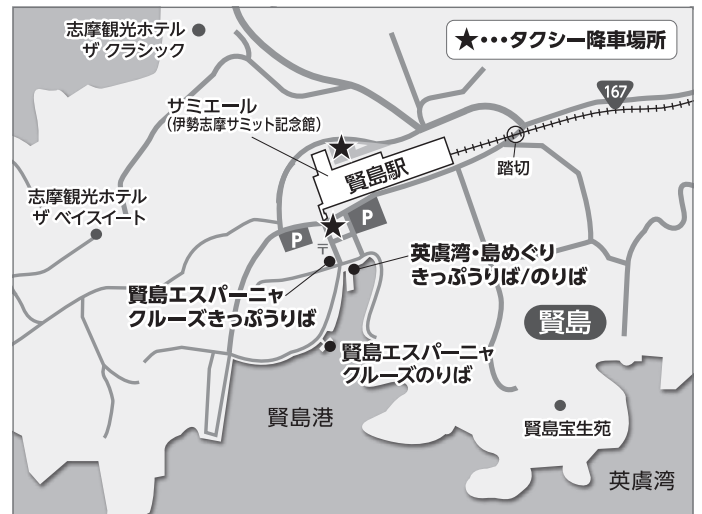 志摩観光ホテル
ザ クラシック
★・・・タクシー降車場所
サミエール
(伊勢志摩サミット記念館)
167
賢島駅
踏切
志摩観光ホテル
ザ ベイスイート
P
P
〒
英虞湾・島めぐり
きっぷうりば/のりば
賢島エスパーニャ
クルーズきっぷうりば
賢島
賢島エスパーニャ
クルーズのりば
賢島港
賢島宝生苑
英虞湾